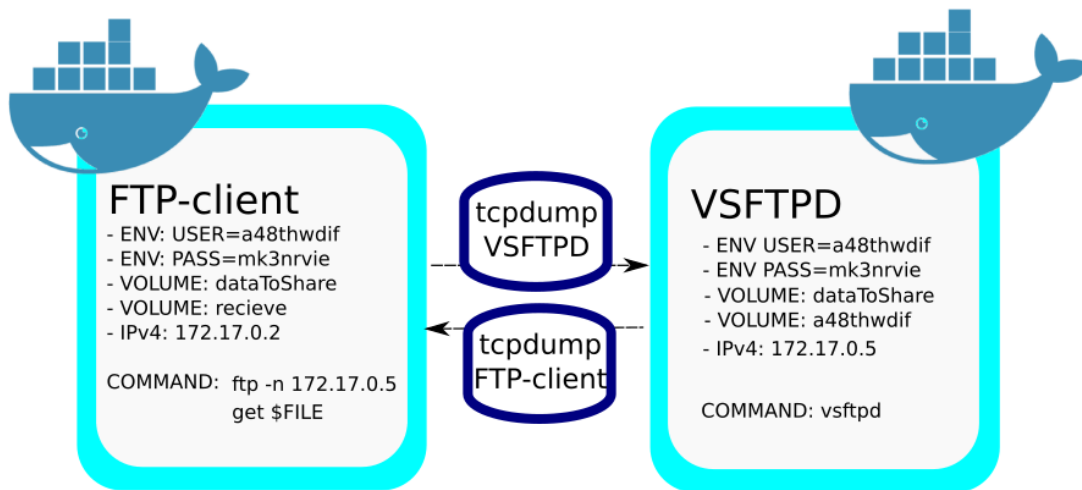 FTP-client
- ENV: USER=a48thwdif
- ENV: PASS=mk3nrvie
- VOLUME: dataToShare
- VOLUME: recieve
- IPv4: 172.17.0.2
COMMAND: ftp -n 172.17.0.5
get $FILE
tcpdump
VSFTPD
tcpdump
FTP-client
VSFTPD
- ENV USER=a48thwdif
- ENV PASS=mk3nrvie
- VOLUME: dataToShare
- VOLUME: a48thwdif
- IPv4: 172.17.0.5
COMMAND: vsftpd